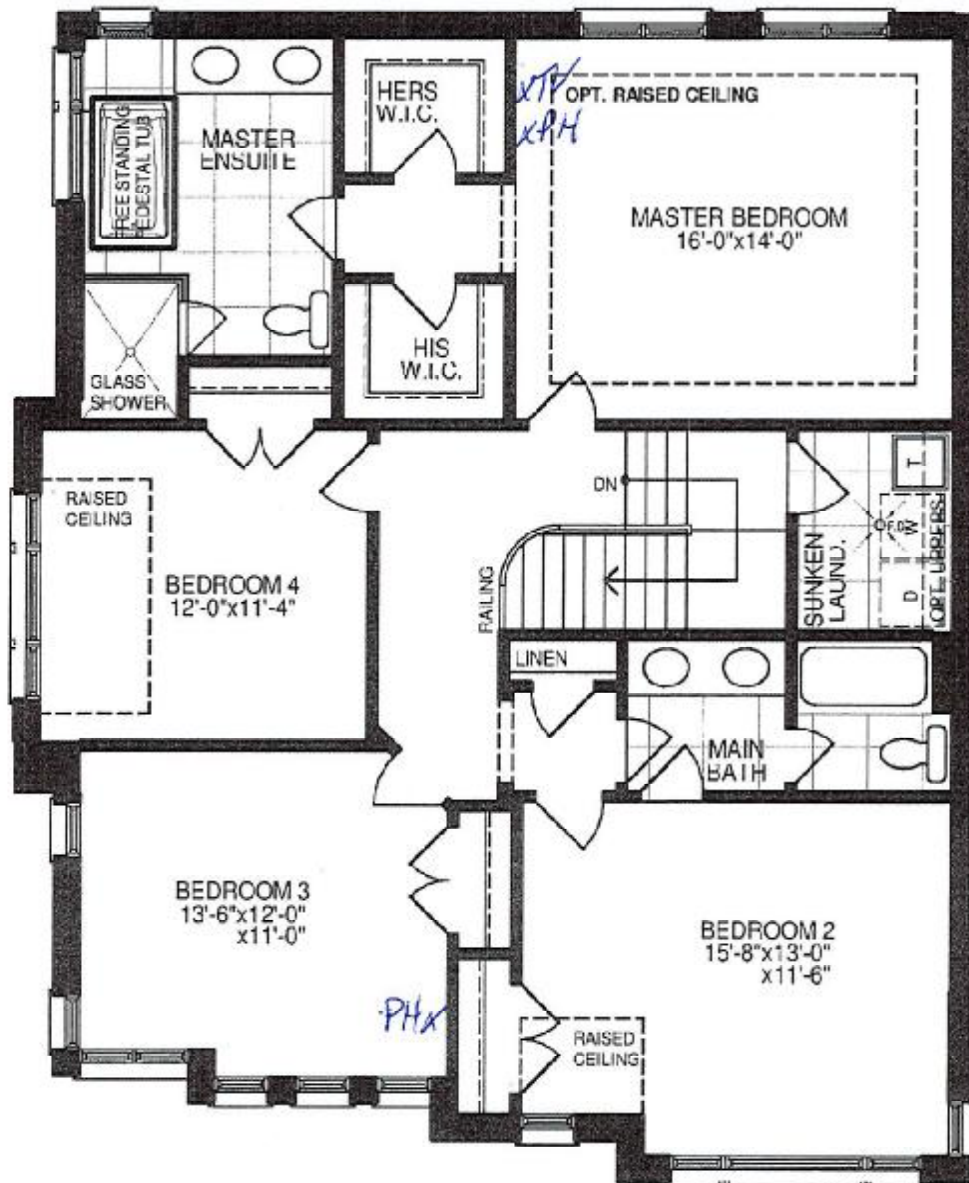 HERS
W.I.C.
xTV
xPH
OPT. RAISED CEILING
MASTER
ENSUITE
FREE STANDING
PEDESTAL TUB
MASTER BEDROOM
16'-0"x14'-0"
HIS
W.I.C.
GLASS
SHOWER
RAISED
CEILING
DN
T
W
F.D.
D
OPT. UPPERS
SUNKEN
LAUND.
BEDROOM 4
12'-0"x11'-4"
RAILING
LINEN
MAIN
BATH
BEDROOM 3
13'-6"x12'-0"
x11'-0"
BEDROOM 2
15'-8"x13'-0"
x11'-6"
PHx
RAISED
CEILING